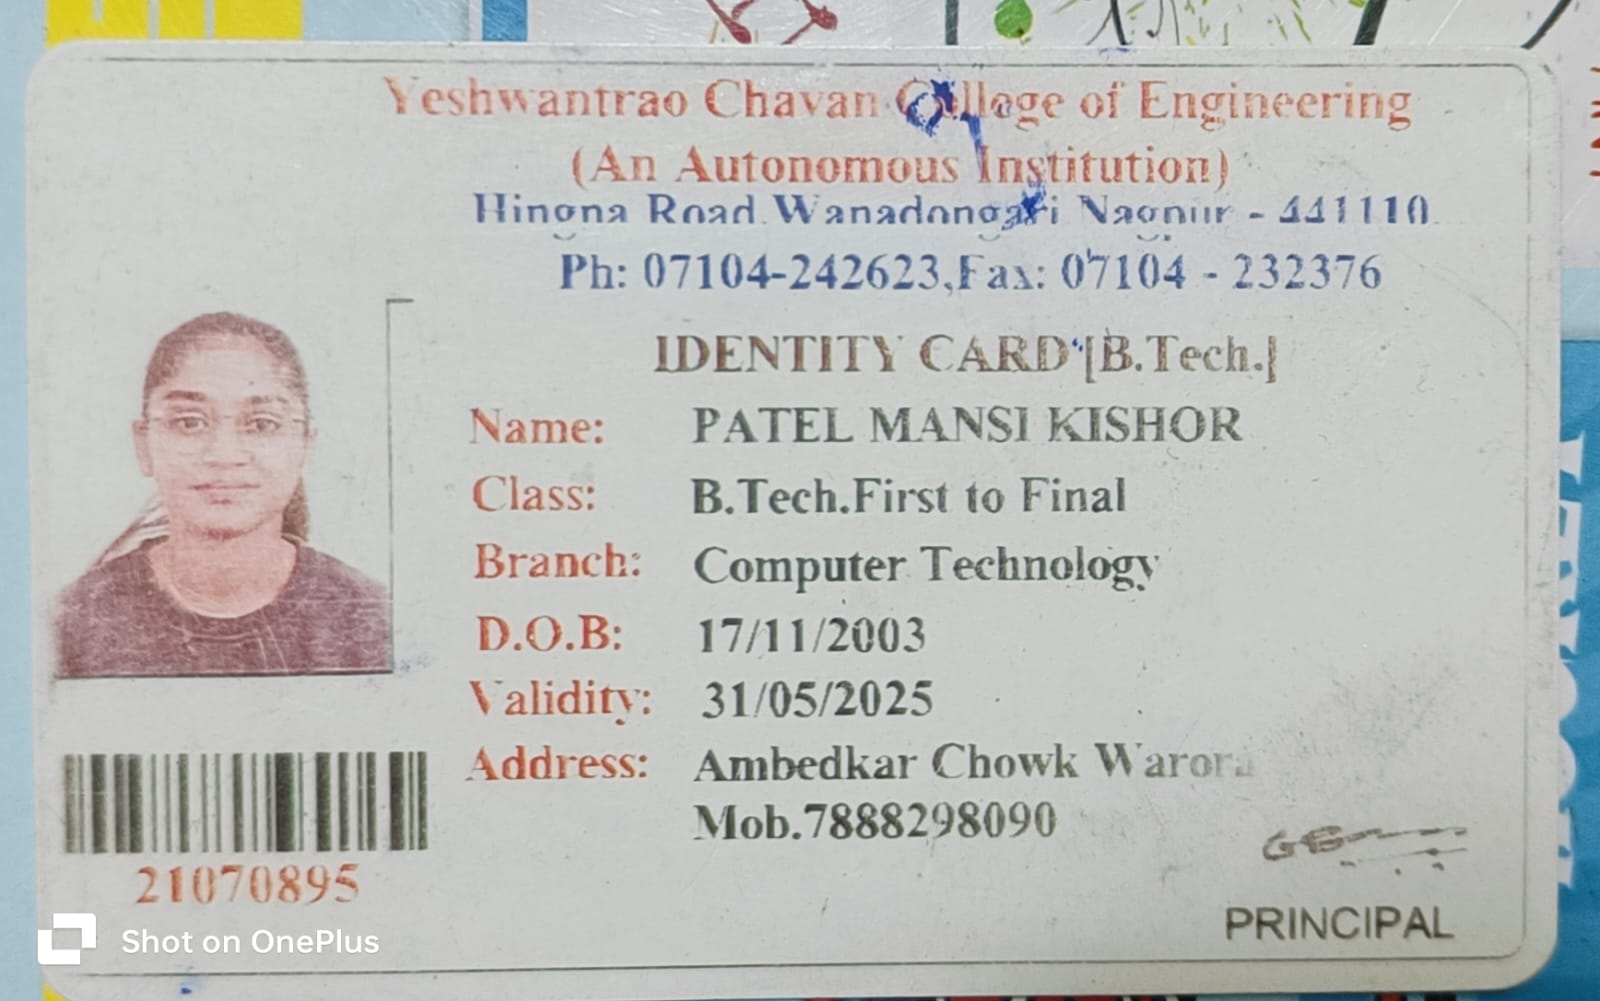 Yeshwantrao Chavan College of Engineering
(An Autonomous Institution)
Hingna Road Wanadongari Nagpur - 441110
Ph: 07104-242623,Fax: 07104 - 232376
IDENTITY CARD [B.Tech.]
Name: PATEL MANSI KISHOR
Class: B.Tech.First to Final
Branch: Computer Technology
D.O.B: 17/11/2003
Validity: 31/05/2025
Address: Ambedkar Chowk Warora
Mob.7888298090
21070895
PRINCIPAL
Shot on OnePlus